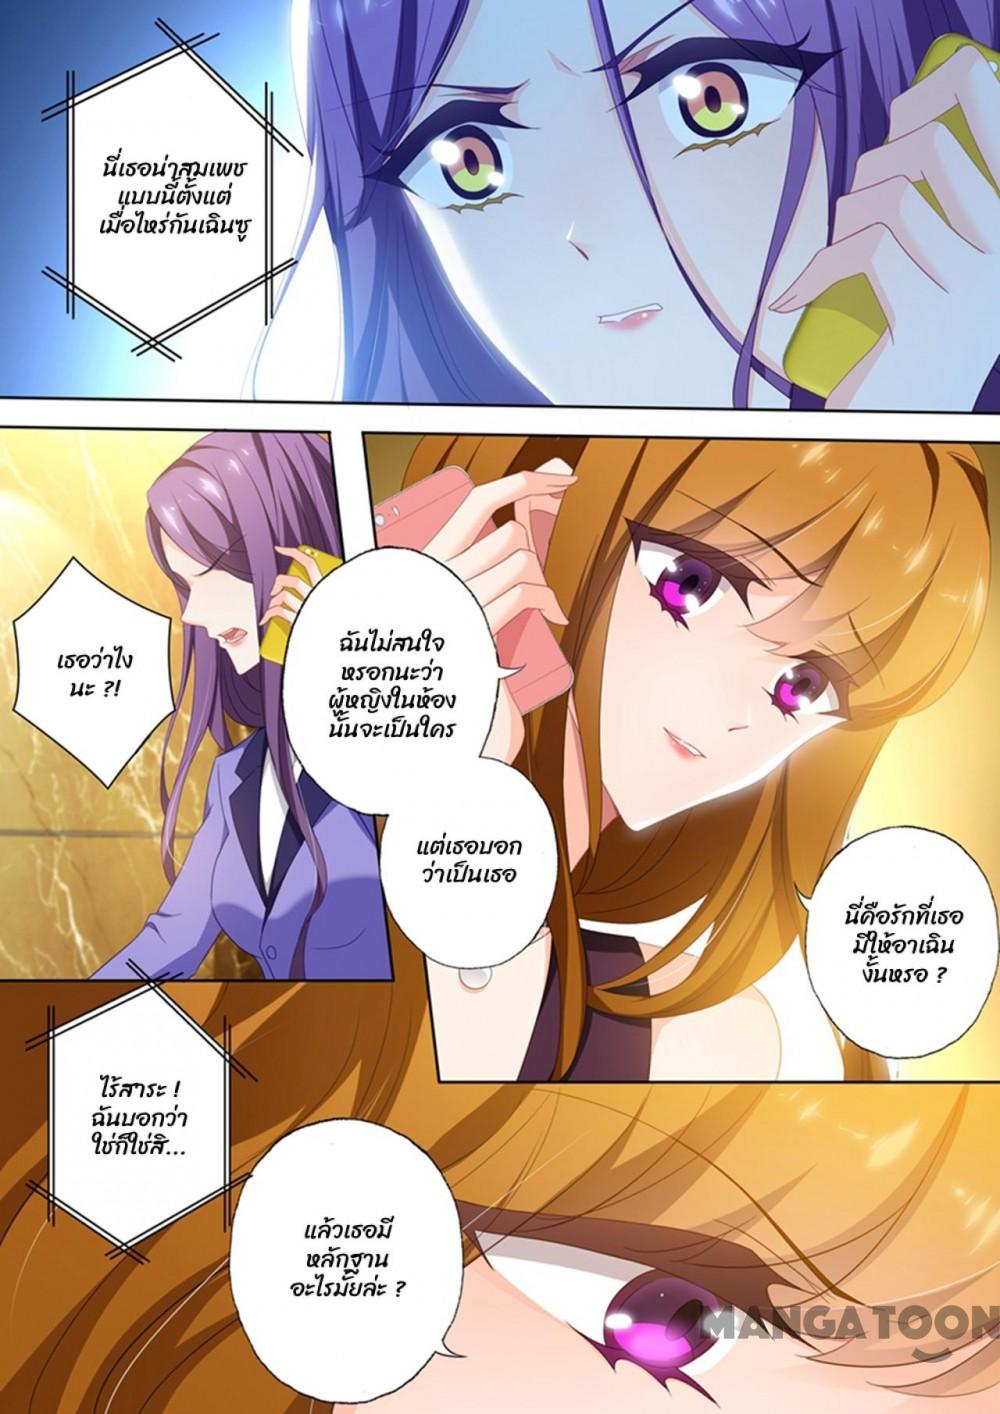 นี่เธอน่าสมเพช
แบบนี้ตั้งแต่
เมื่อไหร่กันเฉินซู
เธอว่าไง
นะ ?!
ฉันไม่สนใจ
หรอกนะว่า
ผู้หญิงในห้อง
นั้นจะเป็นใคร
แต่เธอบอก
ว่าเป็นเธอ
นี่คือรักที่เธอ
มีให้อาเฉิน
งั้นหรอ ?
ไร้สาระ !
ฉันบอกว่า
ใช่ก็ใช่สิ...
แล้วเธอมี
หลักฐาน
อะไรมั้ยล่ะ ?
MANGATOON